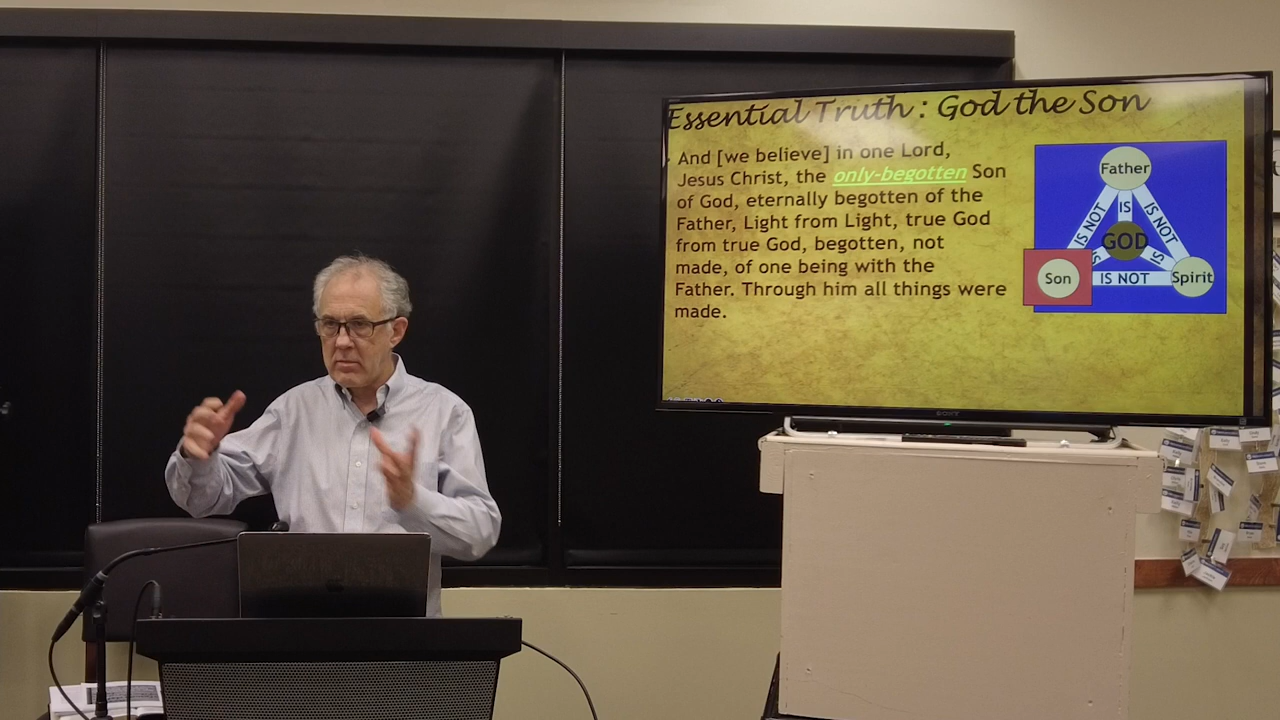 Essential Truth : God the Son
And [we believe] in one Lord,
Jesus Christ, the only-begotten Son
of God, eternally begotten of the
Father, Light from Light, true God
from true God, begotten, not
made, of one being with the
Father. Through him all things were
made.
Father
IS NOT
IS
IS NOT
GOD
IS
IS
Son
IS NOT
Spirit
SONY